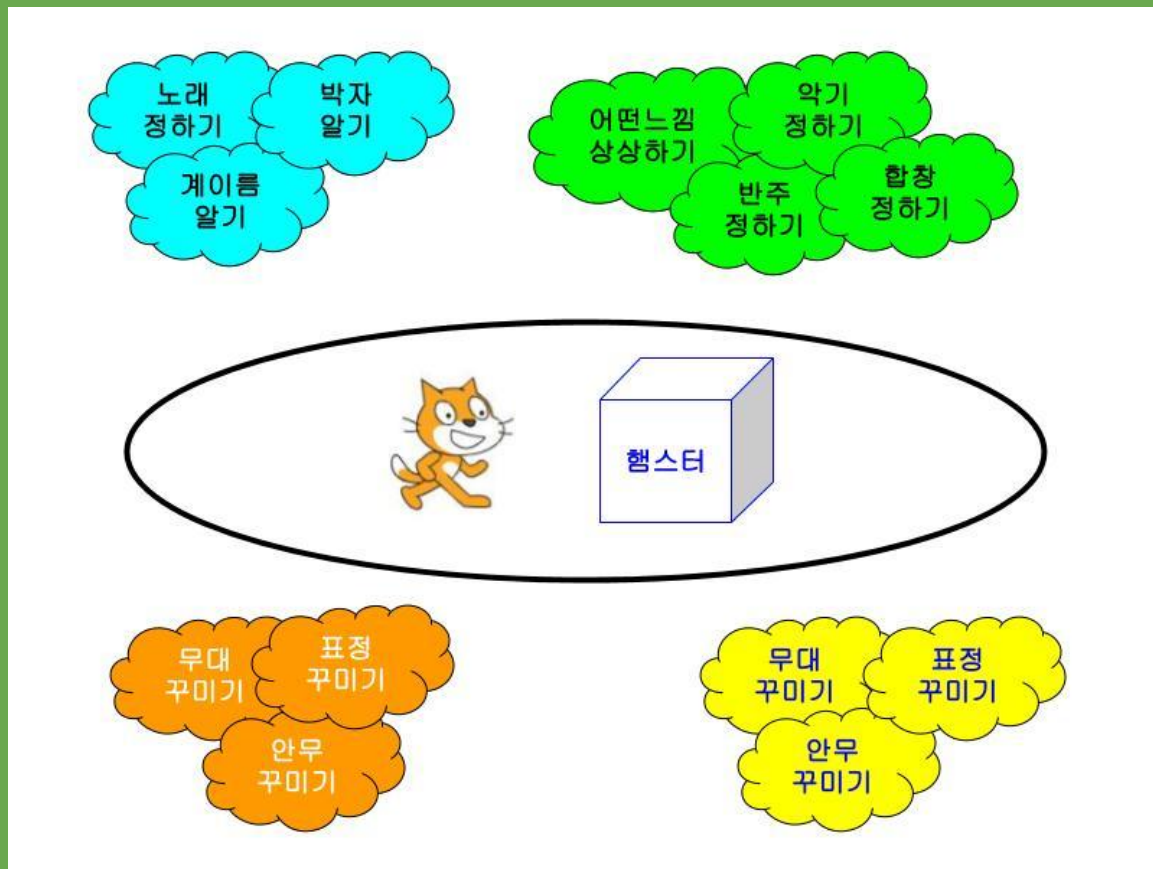 노래
정하기
박자
알기
계이름
알기
어떤느낌
상상하기
악기
정하기
반주
정하기
합창
정하기
햄스터
무대
꾸미기
표정
꾸미기
안무
꾸미기
무대
꾸미기
표정
꾸미기
안무
꾸미기